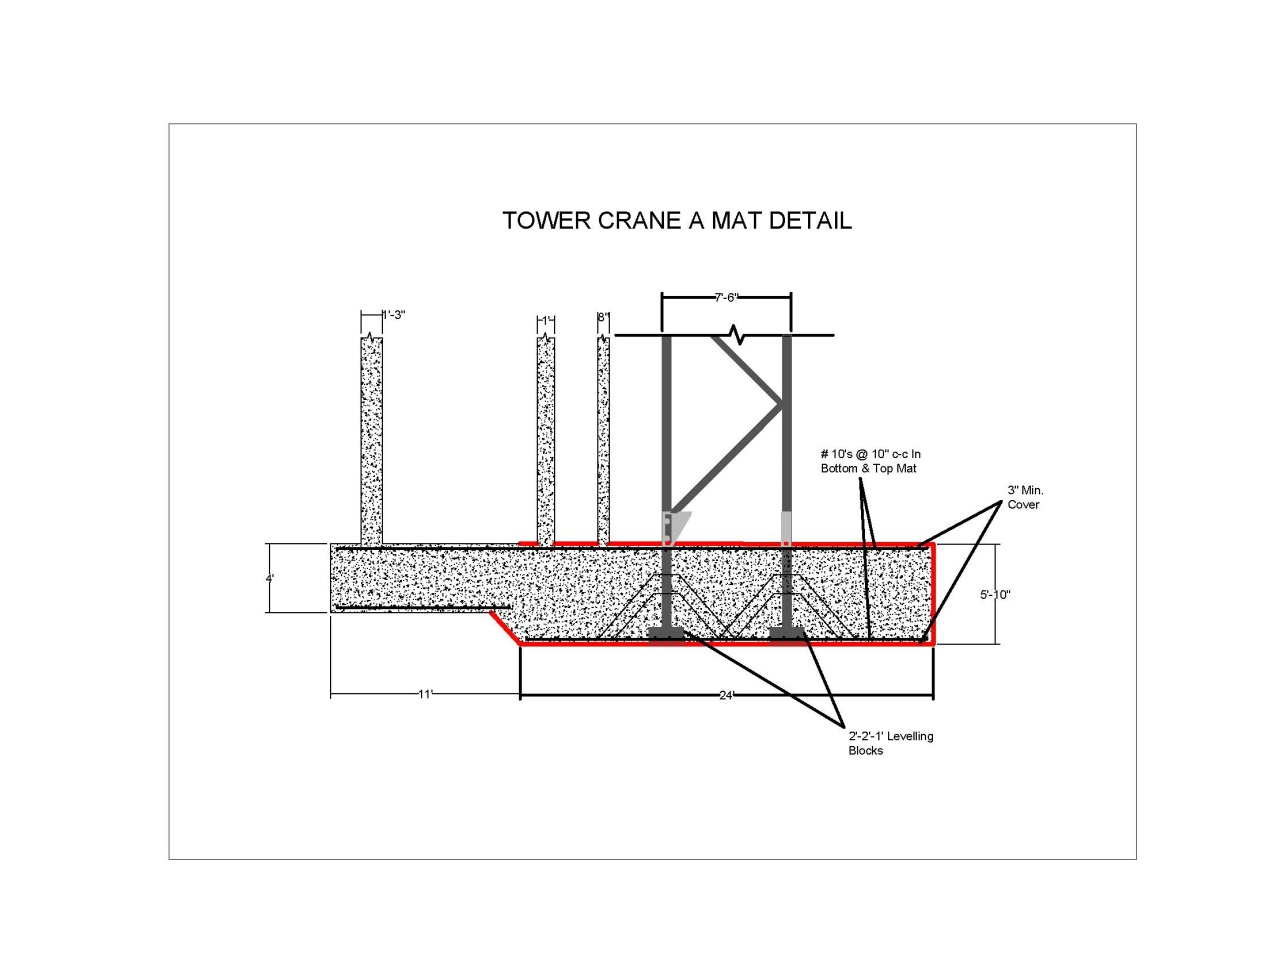 TOWER CRANE A MAT DETAIL
7'-6"
1'-3"
1'
8"
# 10's @ 10" c-c In
Bottom & Top Mat
3" Min.
Cover
4'
5'-10"
11'
24'
2'-2'-1' Levelling
Blocks